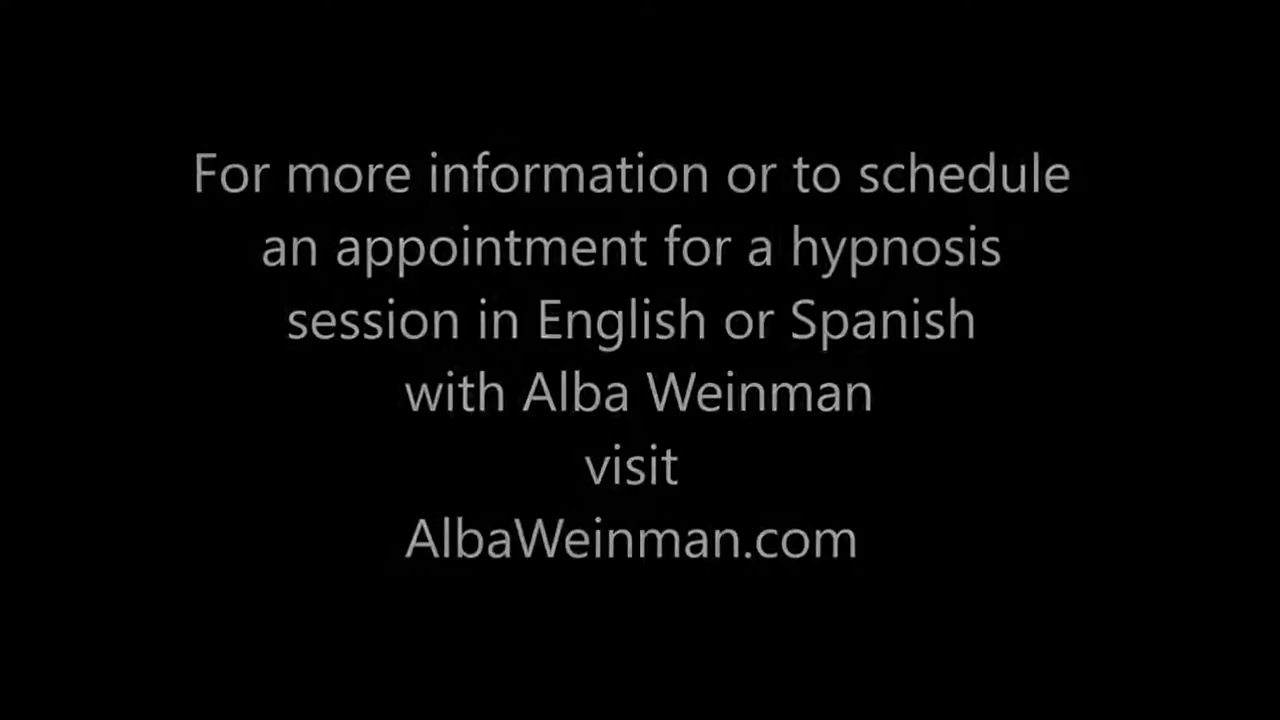 For more information or to schedule
an appointment for a hypnosis
session in English or Spanish
with Alba Weinman
visit
AlbaWeinman.com